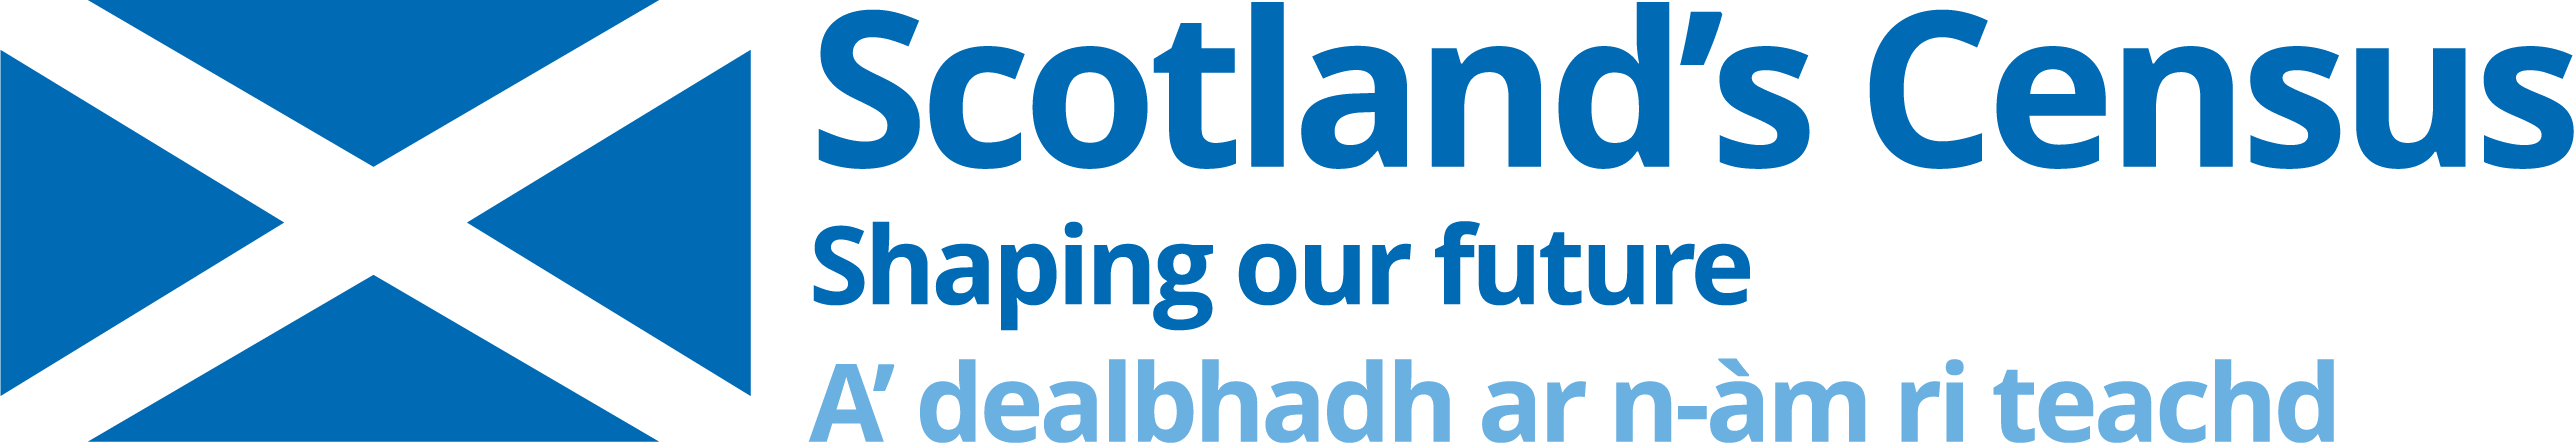 Scotland’s Census
Shaping our future
A’ dealbhadh ar n-àm ri teachd